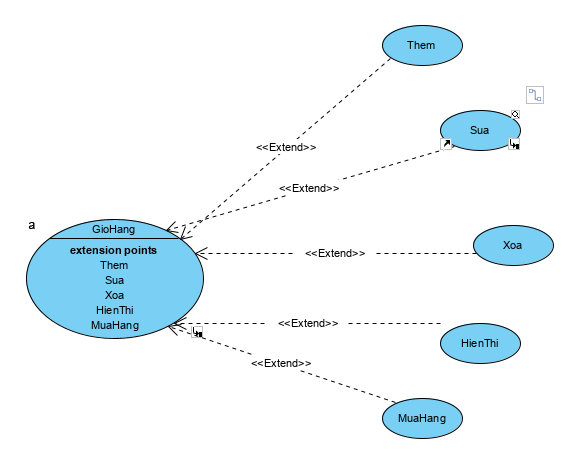 Them
<<Extend>>
Sua
<<Extend>>
a
GioHang
extension points
Them
Sua
Xoa
HienThi
MuaHang
<<Extend>>
Xoa
<<Extend>>
HienThi
<<Extend>>
MuaHang